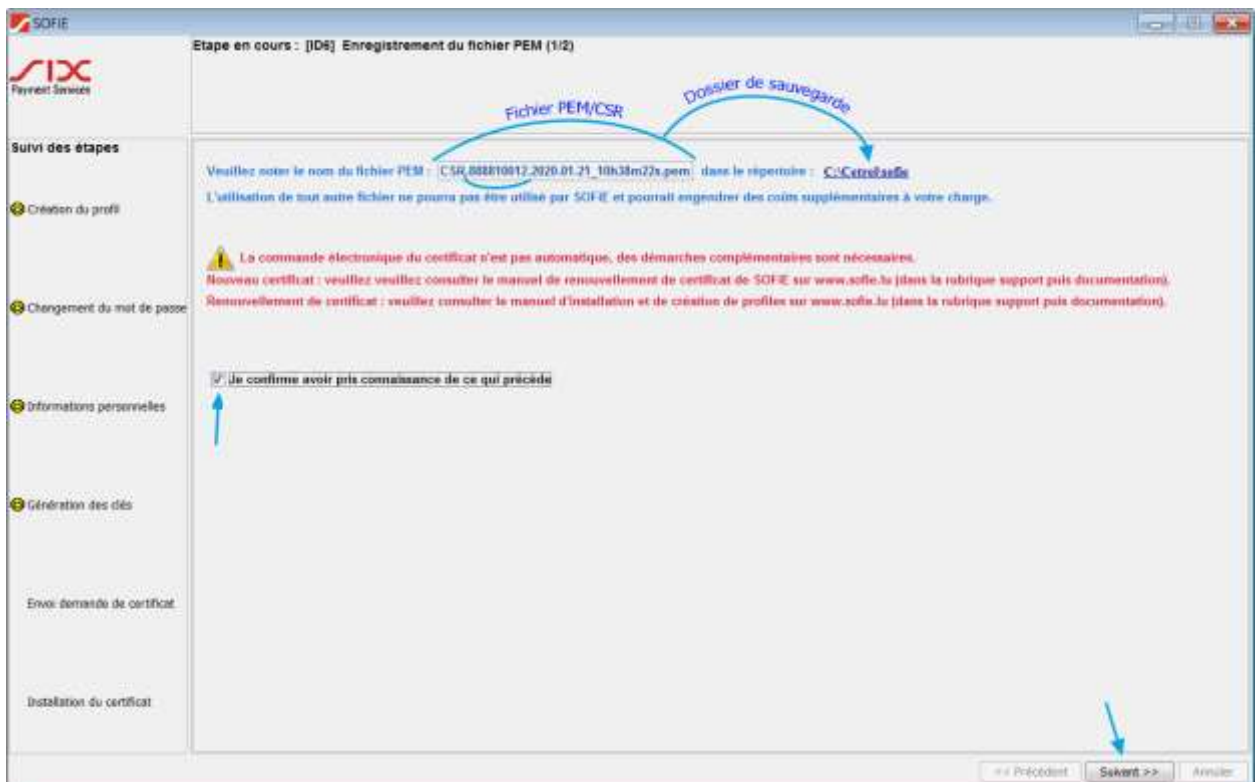 SOFiE
Etape en cours : [ID6] Enregistrement du fichier PEM (1/2)
SIX
Payment Services
Fichier PEM/CSR
Dossier de sauvegarde
Suivi des étapes
Veuillez noter le nom du fichier PEM : CSR.888810012.2020.01.21_10h38m22s.pem dans le répertoire : C:\Cetrel\sofie
L'utilisation de tout autre fichier ne pourra pas être utilisé par SOFiE et pourrait engendrer des coûts supplémentaires à votre charge.
Création du profil
La commande électronique du certificat n'est pas automatique, des démarches complémentaires sont nécessaires.
Nouveau certificat : veuillez veuillez consulter le manuel de renouvellement de certificat de SOFiE sur www.sofie.lu (dans la rubrique support puis documentation).
Renouvellement de certificat : veuillez consulter le manuel d'installation et de création de profiles sur www.sofie.lu (dans la rubrique support puis documentation).
Changement du mot de passe
Je confirme avoir pris connaissance de ce qui précède
Informations personnelles
Génération des clés
Envoi demande de certificat
Installation du certificat
<< Précédent
Suivant >>
Annuler